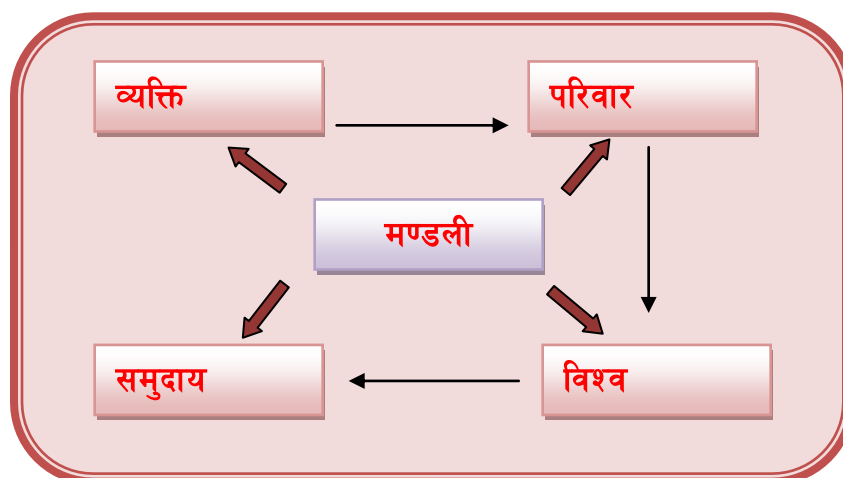 व्यक्ति
परिवार
मण्डली
समुदाय
विश्व